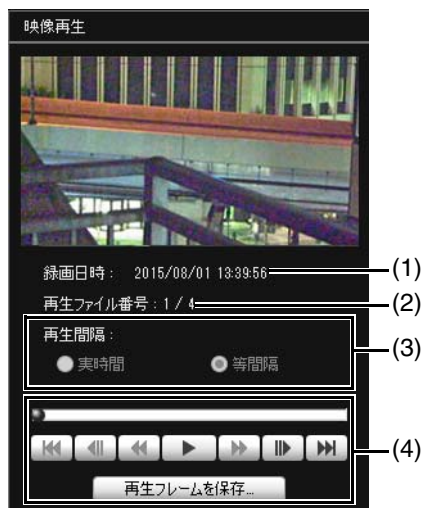 映像再生
録画日時： 2015/08/01 13:39:56
(1)
再生ファイル番号：1 / 4
(2)
再生間隔：
実時間 等間隔
(3)
(4)
再生フレームを保存...